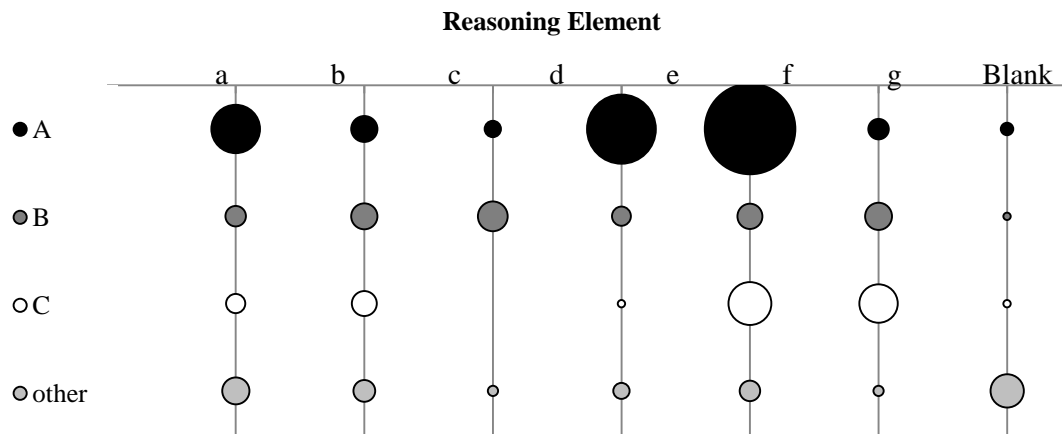 Reasoning Element
a b c d e f g Blank
A
B
C
other